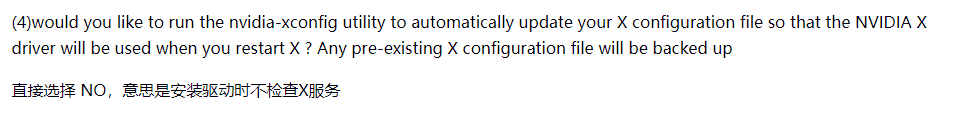 (4)would you like to run the nvidia-xconfig utility to automatically update your X configuration file so that the NVIDIA X
driver will be used when you restart X ? Any pre-existing X configuration file will be backed up
直接选择 NO，意思是安装驱动时不检查X服务